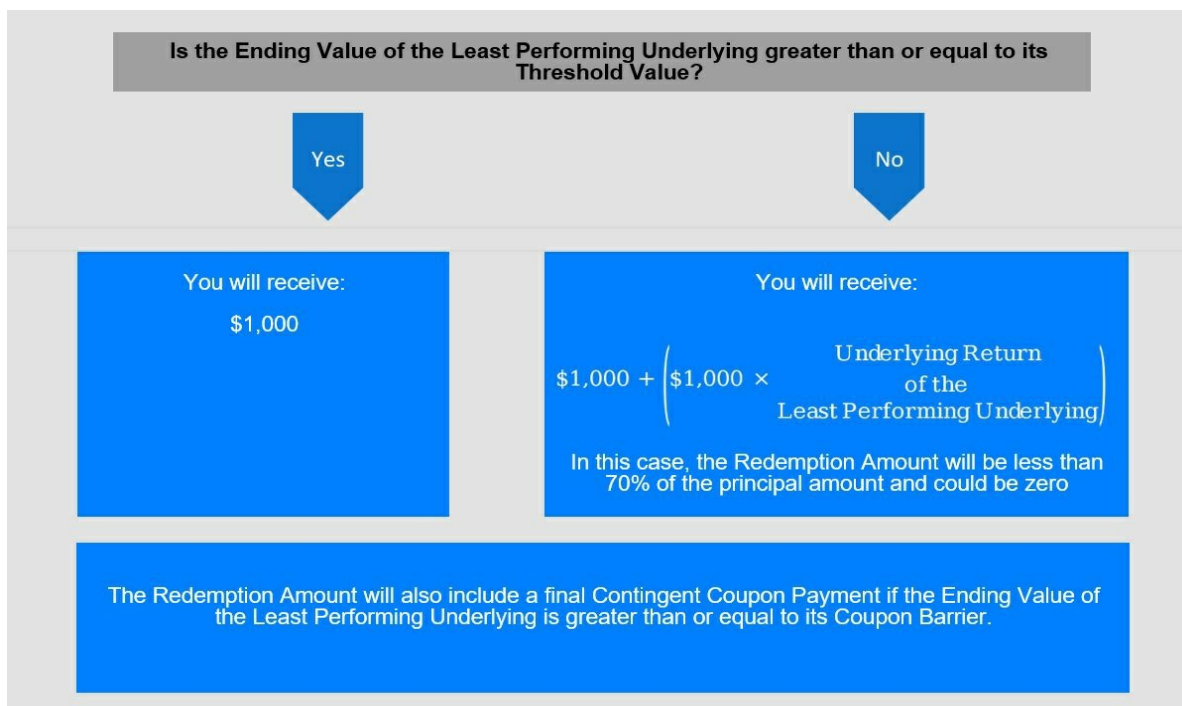 Is the Ending Value of the Least Performing Underlying greater than or equal to its
Threshold Value?
Yes
No
You will receive:
$1,000
You will receive:
$1,000 + ($1,000 × Underlying Return
of the
Least Performing Underlying)
In this case, the Redemption Amount will be less than
70% of the principal amount and could be zero
The Redemption Amount will also include a final Contingent Coupon Payment if the Ending Value of
the Least Performing Underlying is greater than or equal to its Coupon Barrier.